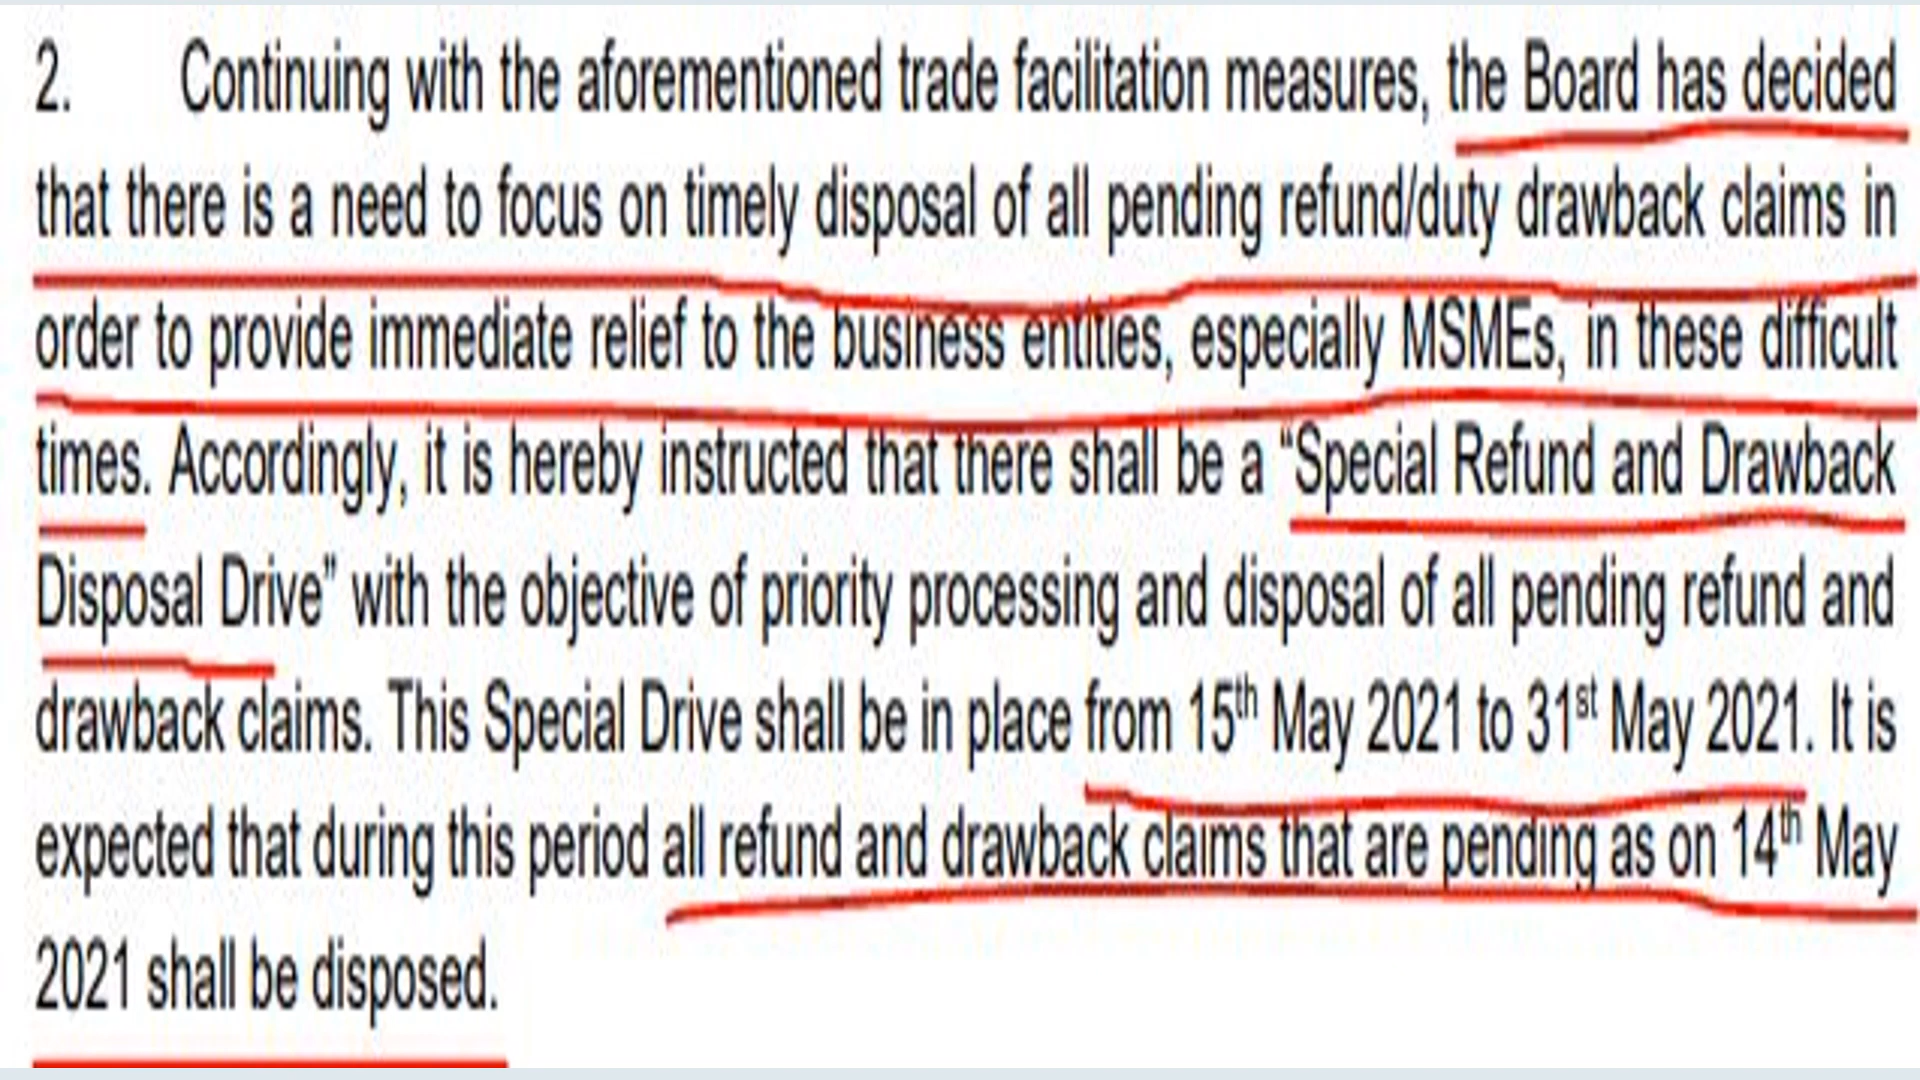 2. Continuing with the aforementioned trade facilitation measures, the Board has decided
that there is a need to focus on timely disposal of all pending refund/duty drawback claims in
order to provide immediate relief to the business entities, especially MSMEs, in these difficult
times. Accordingly, it is hereby instructed that there shall be a “Special Refund and Drawback
Disposal Drive” with the objective of priority processing and disposal of all pending refund and
drawback claims. This Special Drive shall be in place from 15th May 2021 to 31st May 2021. It is
expected that during this period all refund and drawback claims that are pending as on 14th May
2021 shall be disposed.